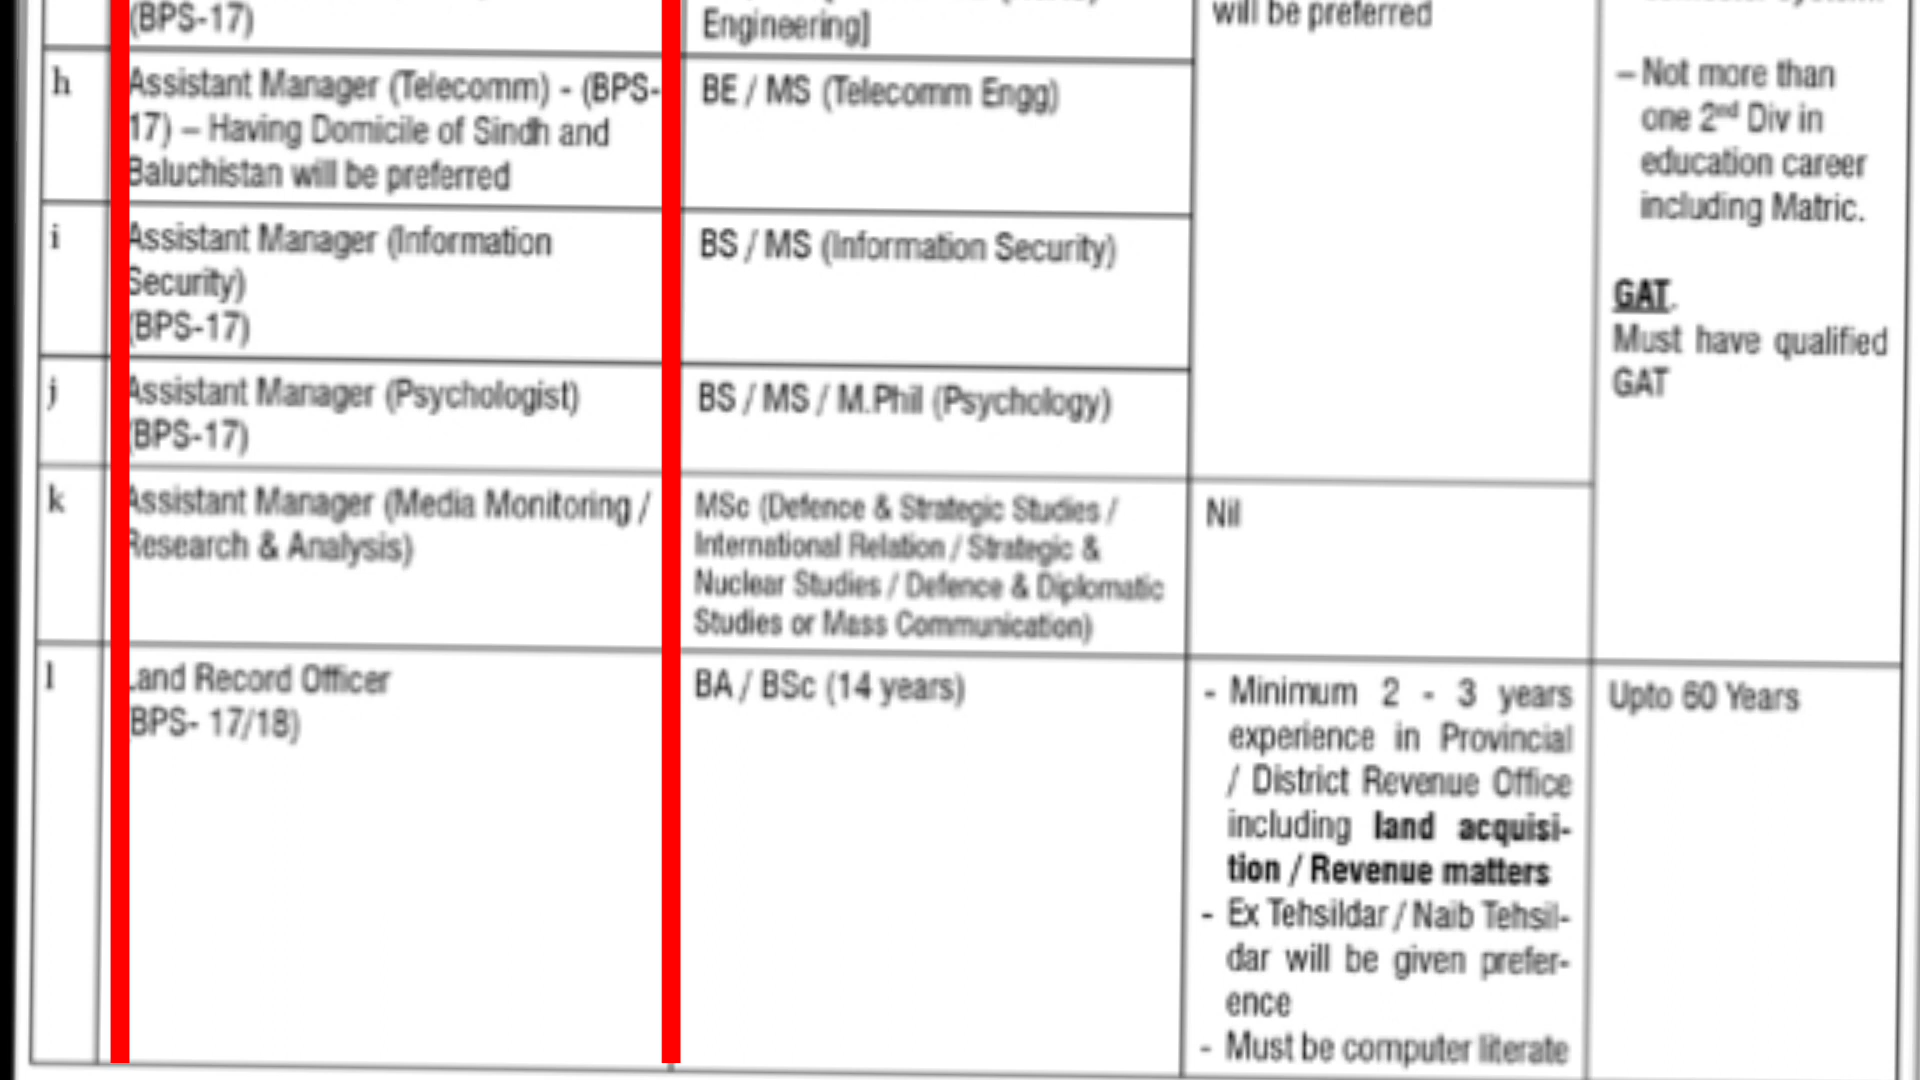 (BPS-17)
Engineering]
will be preferred
h
Assistant Manager (Telecomm) - (BPS-
17) – Having Domicile of Sindh and
Baluchistan will be preferred
BE / MS (Telecomm Engg)
– Not more than
one 2nd Div in
education career
including Matric.
i
Assistant Manager (Information
Security)
(BPS-17)
BS / MS (Information Security)
GAT.
Must have qualified
GAT
j
Assistant Manager (Psychologist)
(BPS-17)
BS / MS / M.Phil (Psychology)
k
Assistant Manager (Media Monitoring /
Research & Analysis)
MSc (Defence & Strategic Studies /
International Relation / Strategic &
Nuclear Studies / Defence & Diplomatic
Studies or Mass Communication)
Nil
l
Land Record Officer
(BPS- 17/18)
BA / BSc (14 years)
- Minimum 2 - 3 years
experience in Provincial
/ District Revenue Office
including land acquisi-
tion / Revenue matters
- Ex Tehsildar / Naib Tehsil-
dar will be given prefer-
ence
- Must be computer literate
Upto 60 Years